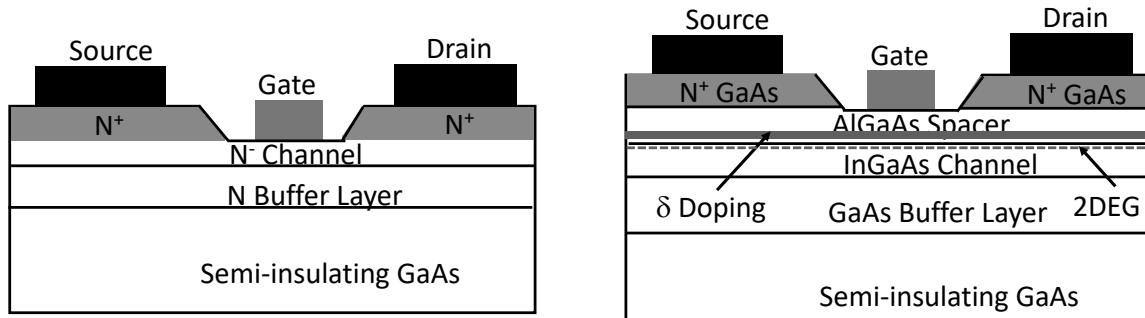 Source
Drain
Gate
N⁺
N⁺
N⁻ Channel
N Buffer Layer
Semi-insulating GaAs
Source
Drain
Gate
N⁺ GaAs
N⁺ GaAs
AlGaAs Spacer
InGaAs Channel
δ Doping
2DEG
GaAs Buffer Layer
Semi-insulating GaAs